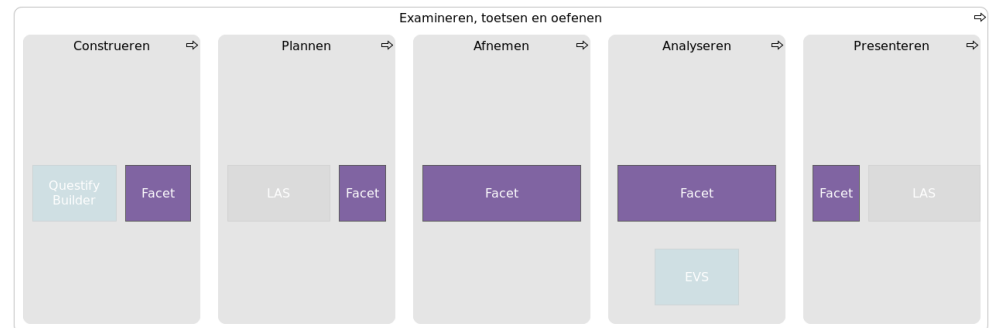 Examineren, toetsen en oefenen
Construeren
Plannen
Afnemen
Analyseren
Presenteren
Questify
Builder
Facet
LAS
Facet
Facet
Facet
Facet
LAS
EVS